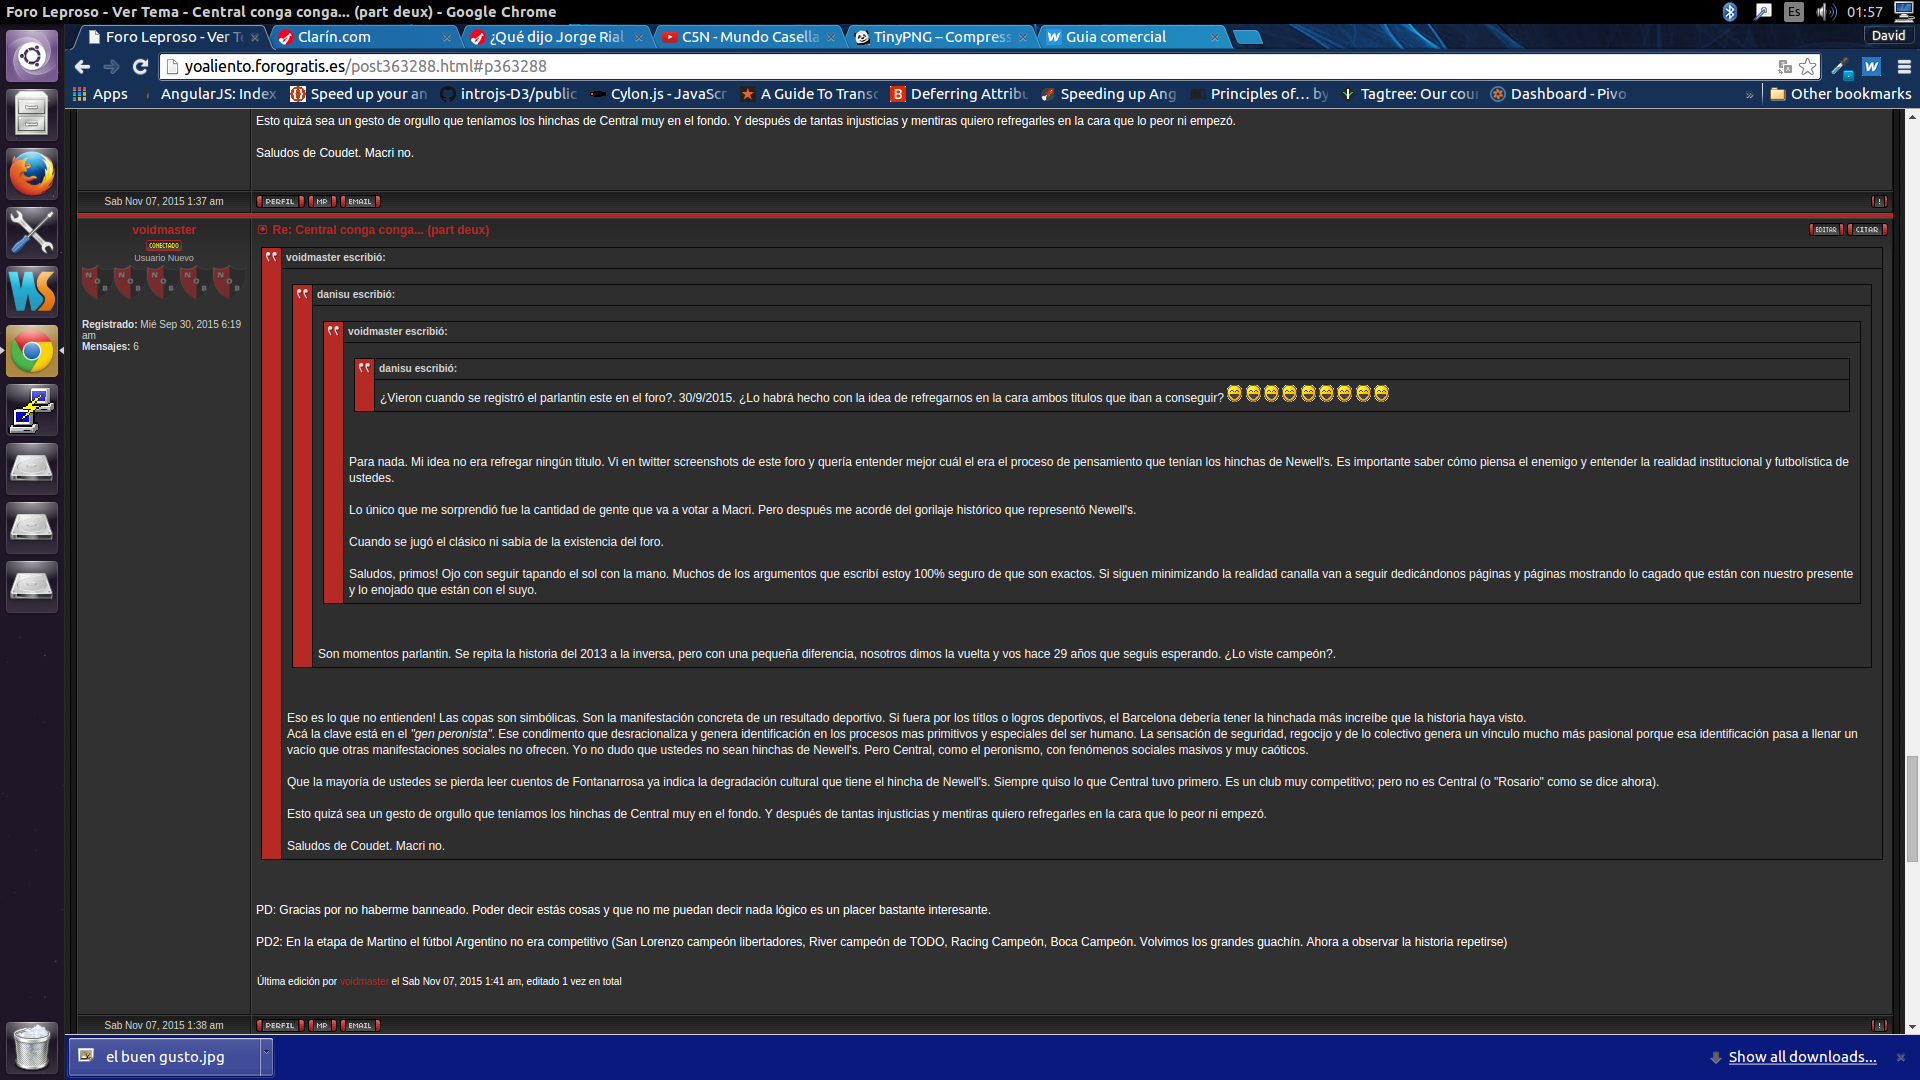 Foro Leproso - Ver Tema - Central conga conga... (part deux) - Google Chrome
Es
01:57
Foro Leproso - Ver T
Clarín.com
¿Qué dijo Jorge Rial
C5N - Mundo Casella
TinyPNG – Compress
Guia comercial
David
yoaliento.forogratis.es/post363288.html#p363288
Apps
AngularJS: Index
Speed up your an
introjs-D3/public
Cylon.js - JavaScr
A Guide To Transc
Deferring Attribu
Speeding up Ang
Principles of... by
Tagtree: Our cour
Dashboard - Pivo
»
Other bookmarks
Esto quizá sea un gesto de orgullo que teníamos los hinchas de Central muy en el fondo. Y después de tantas injusticias y mentiras quiero refregarles en la cara que lo peor ni empezó.
Saludos de Coudet. Macri no.
Sab Nov 07, 2015 1:37 am
PERFIL
MP
EMAIL
!
voidmaster
CONECTADO
Usuario Nuevo
Registrado: Mié Sep 30, 2015 6:19
am
Mensajes: 6
Re: Central conga conga... (part deux)
EDITAR
CITAR
voidmaster escribió:
danisu escribió:
voidmaster escribió:
danisu escribió:
¿Vieron cuando se registró el parlantin este en el foro?. 30/9/2015. ¿Lo habrá hecho con la idea de refregarnos en la cara ambos titulos que iban a conseguir?
Para nada. Mi idea no era refregar ningún título. Vi en twitter screenshots de este foro y quería entender mejor cuál el era el proceso de pensamiento que tenían los hinchas de Newell's. Es importante saber cómo piensa el enemigo y entender la realidad institucional y futbolística de
ustedes.
Lo único que me sorprendió fue la cantidad de gente que va a votar a Macri. Pero después me acordé del gorilaje histórico que representó Newell's.
Cuando se jugó el clásico ni sabía de la existencia del foro.
Saludos, primos! Ojo con seguir tapando el sol con la mano. Muchos de los argumentos que escribí estoy 100% seguro de que son exactos. Si siguen minimizando la realidad canalla van a seguir dedicándonos páginas y páginas mostrando lo cagado que están con nuestro presente
y lo enojado que están con el suyo.
Son momentos parlantin. Se repita la historia del 2013 a la inversa, pero con una pequeña diferencia, nosotros dimos la vuelta y vos hace 29 años que seguis esperando. ¿Lo viste campeón?.
Eso es lo que no entienden! Las copas son simbólicas. Son la manifestación concreta de un resultado deportivo. Si fuera por los títlos o logros deportivos, el Barcelona debería tener la hinchada más increíble que la historia haya visto.
Acá la clave está en el "gen peronista". Ese condimento que desracionaliza y genera identificación en los procesos mas primitivos y especiales del ser humano. La sensación de seguridad, regocijo y de lo colectivo genera un vínculo mucho más pasional porque esa identificación pasa a llenar un
vacío que otras manifestaciones sociales no ofrecen. Yo no dudo que ustedes no sean hinchas de Newell's. Pero Central, como el peronismo, con fenómenos sociales masivos y muy caóticos.
Que la mayoría de ustedes se pierda leer cuentos de Fontanarrosa ya indica la degradación cultural que tiene el hincha de Newell's. Siempre quiso lo que Central tuvo primero. Es un club muy competitivo; pero no es Central (o "Rosario" como se dice ahora).
Esto quizá sea un gesto de orgullo que teníamos los hinchas de Central muy en el fondo. Y después de tantas injusticias y mentiras quiero refregarles en la cara que lo peor ni empezó.
Saludos de Coudet. Macri no.
PD: Gracias por no haberme banneado. Poder decir estás cosas y que no me puedan decir nada lógico es un placer bastante interesante.
PD2: En la etapa de Martino el fútbol Argentino no era competitivo (San Lorenzo campeón libertadores, River campeón de TODO, Racing Campeón, Boca Campeón. Volvimos los grandes guachín. Ahora a observar la historia repetirse)
Última edición por voidmaster el Sab Nov 07, 2015 1:41 am, editado 1 vez en total
Sab Nov 07, 2015 1:38 am
PERFIL
MP
EMAIL
!
el buen gusto.jpg
Show all downloads...